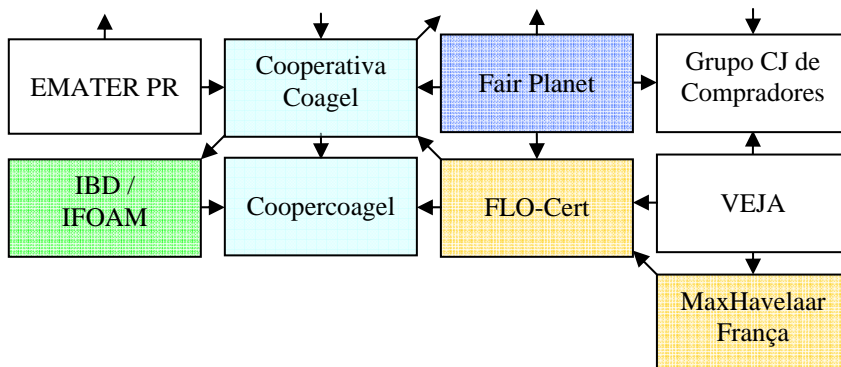 EMATER PR
Cooperativa
Coagel
Fair Planet
Grupo CJ de
Compradores
IBD /
IFOAM
Coopercoagel
FLO-Cert
VEJA
MaxHavelaar
França